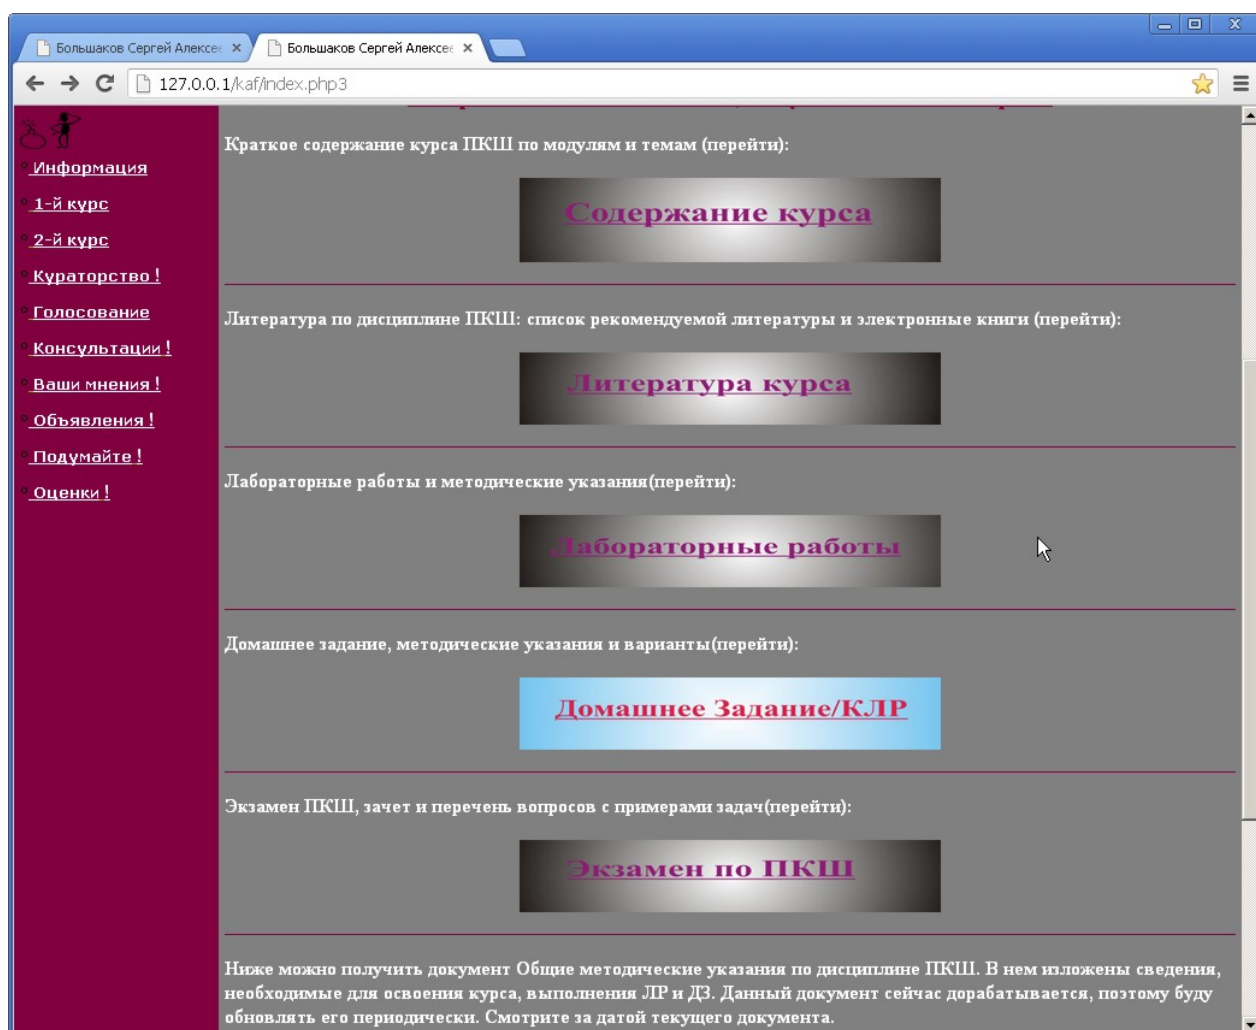 Большаков Сергей Алексее
Большаков Сергей Алексее
127.0.0.1/kaf/index.php3
Информация
1-й курс
2-й курс
Кураторство !
Голосование
Консультации !
Ваши мнения !
Объявления !
Подумайте !
Оценки !
Краткое содержание курса ПКШ по модулям и темам (перейти):
Содержание курса
Литература по дисциплине ПКШ: список рекомендуемой литературы и электронные книги (перейти):
Литература курса
Лабораторные работы и методические указания(перейти):
Лабораторные работы
Домашнее задание, методические указания и варианты(перейти):
Домашнее Задание/КЛР
Экзамен ПКШ, зачет и перечень вопросов с примерами задач(перейти):
Экзамен по ПКШ
Ниже можно получить документ Общие методические указания по дисциплине ПКШ. В нем изложены сведения,
необходимые для освоения курса, выполнения ЛР и ДЗ. Данный документ сейчас дорабатывается, поэтому буду
обновлять его периодически. Смотрите за датой текущего документа.